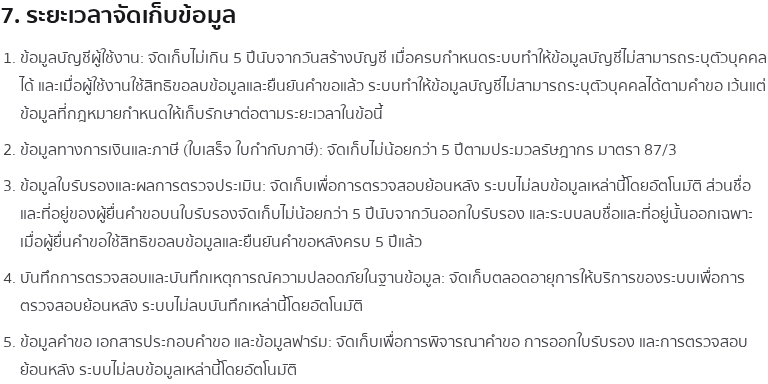 7. ระยะเวลาจัดเก็บข้อมูล
1. ข้อมูลบัญชีผู้ใช้งาน: จัดเก็บไม่เกิน 5 ปีนับจากวันสร้างบัญชี เมื่อครบกำหนดระบบทำให้ข้อมูลบัญชีไม่สามารถระบุตัวบุคคล
ได้ และเมื่อผู้ใช้งานใช้สิทธิขอลบข้อมูลและยืนยันคำขอแล้ว ระบบทำให้ข้อมูลบัญชีไม่สามารถระบุตัวบุคคลได้ตามคำขอ เว้นแต่
ข้อมูลที่กฎหมายกำหนดให้เก็บรักษาต่อตามระยะเวลาในข้อนี้
2. ข้อมูลทางการเงินและภาษี (ใบเสร็จ ใบกำกับภาษี): จัดเก็บไม่น้อยกว่า 5 ปีตามประมวลรัษฎากร มาตรา 87/3
3. ข้อมูลใบรับรองและผลการตรวจประเมิน: จัดเก็บเพื่อการตรวจสอบย้อนหลัง ระบบไม่ลบข้อมูลเหล่านี้โดยอัตโนมัติ ส่วนชื่อ
และที่อยู่ของผู้ยื่นคำขอบนใบรับรองจัดเก็บไม่น้อยกว่า 5 ปีนับจากวันออกใบรับรอง และระบบลบชื่อและที่อยู่นั้นออกเฉพาะ
เมื่อผู้ยื่นคำขอใช้สิทธิขอลบข้อมูลและยืนยันคำขอหลังครบ 5 ปีแล้ว
4. บันทึกการตรวจสอบและบันทึกเหตุการณ์ความปลอดภัยในฐานข้อมูล: จัดเก็บตลอดอายุการให้บริการของระบบเพื่อการ
ตรวจสอบย้อนหลัง ระบบไม่ลบบันทึกเหล่านี้โดยอัตโนมัติ
5. ข้อมูลคำขอ เอกสารประกอบคำขอ และข้อมูลฟาร์ม: จัดเก็บเพื่อการพิจารณาคำขอ การออกใบรับรอง และการตรวจสอบ
ย้อนหลัง ระบบไม่ลบข้อมูลเหล่านี้โดยอัตโนมัติ